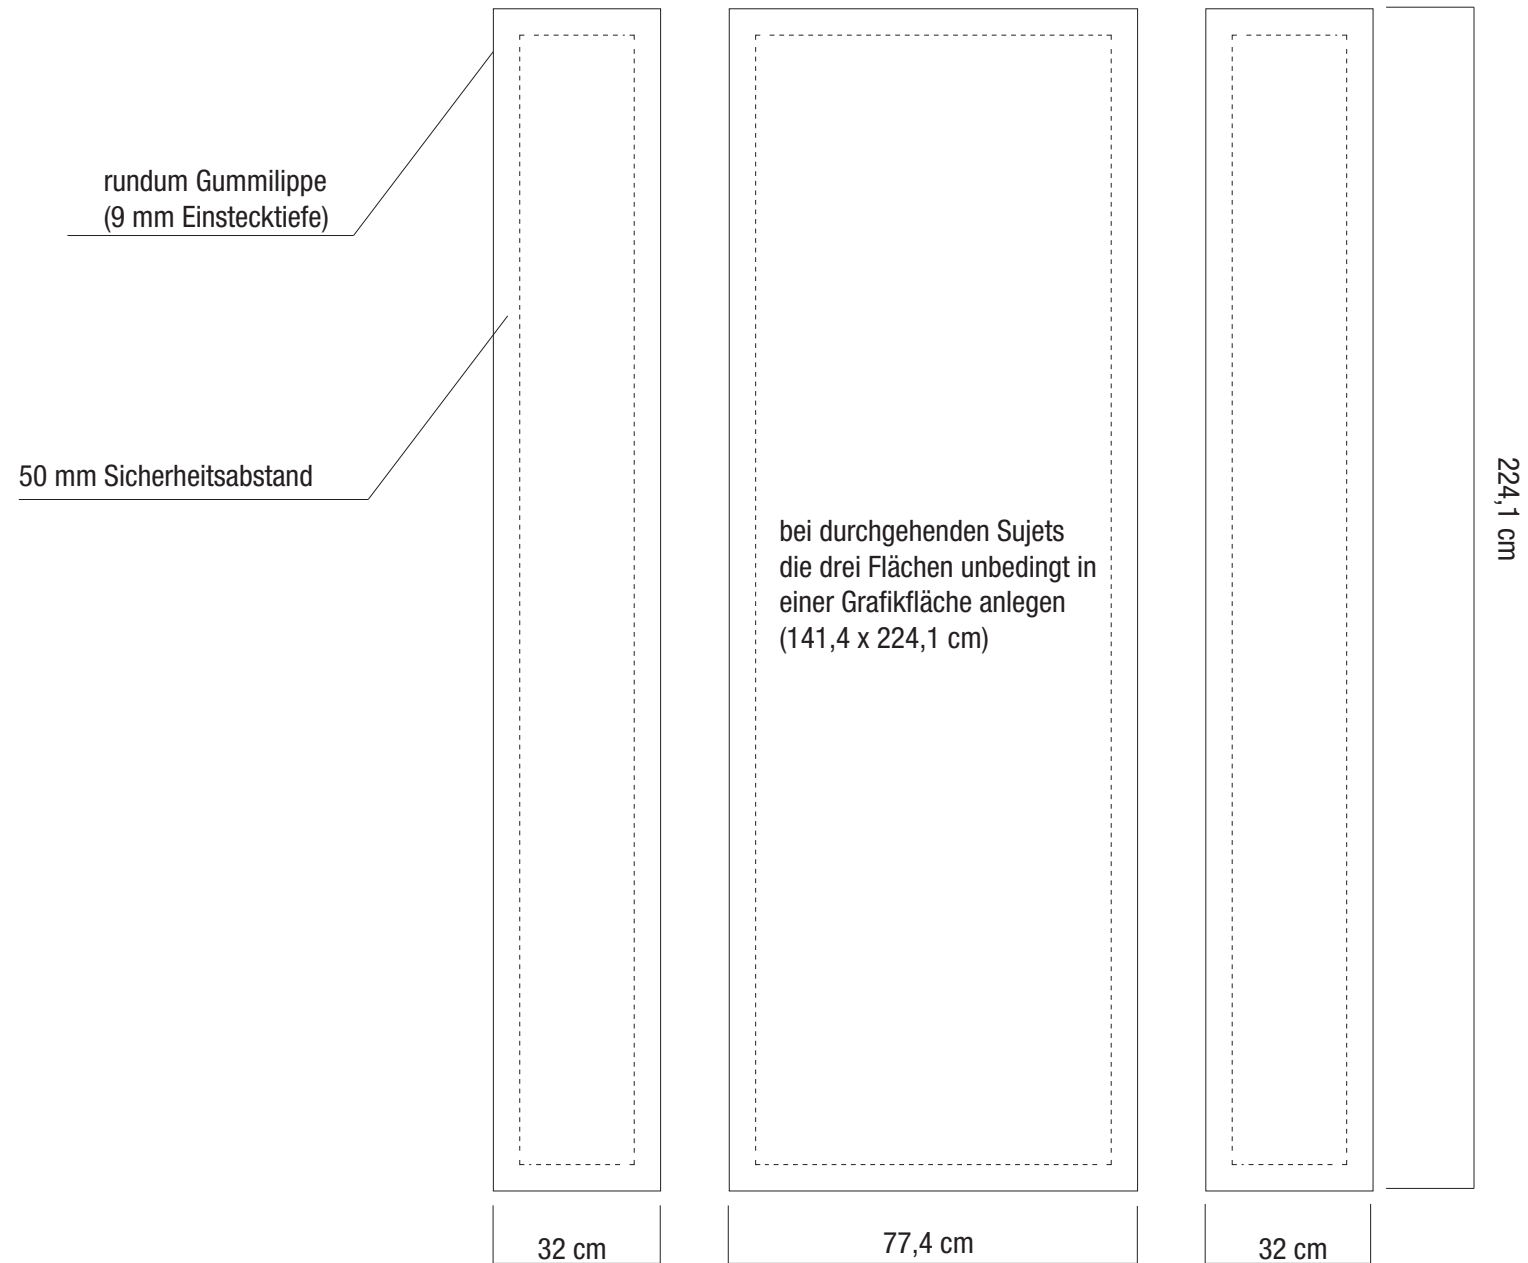 rundum Gummilippe
(9 mm Einstecktiefe)
50 mm Sicherheitsabstand
bei durchgehenden Sujets
die drei Flächen unbedingt in
einer Grafikfläche anlegen
(141,4 x 224,1 cm)
224,1 cm
32 cm
77,4 cm
32 cm